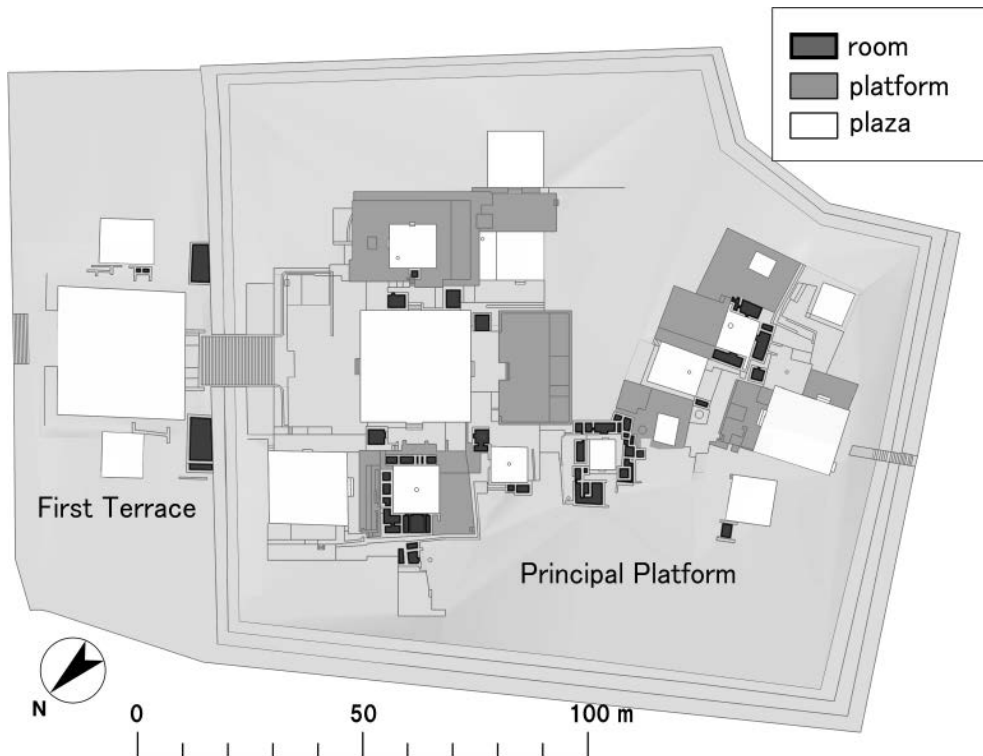 room
platform
plaza
First Terrace
Principal Platform
N
0 50 100 m